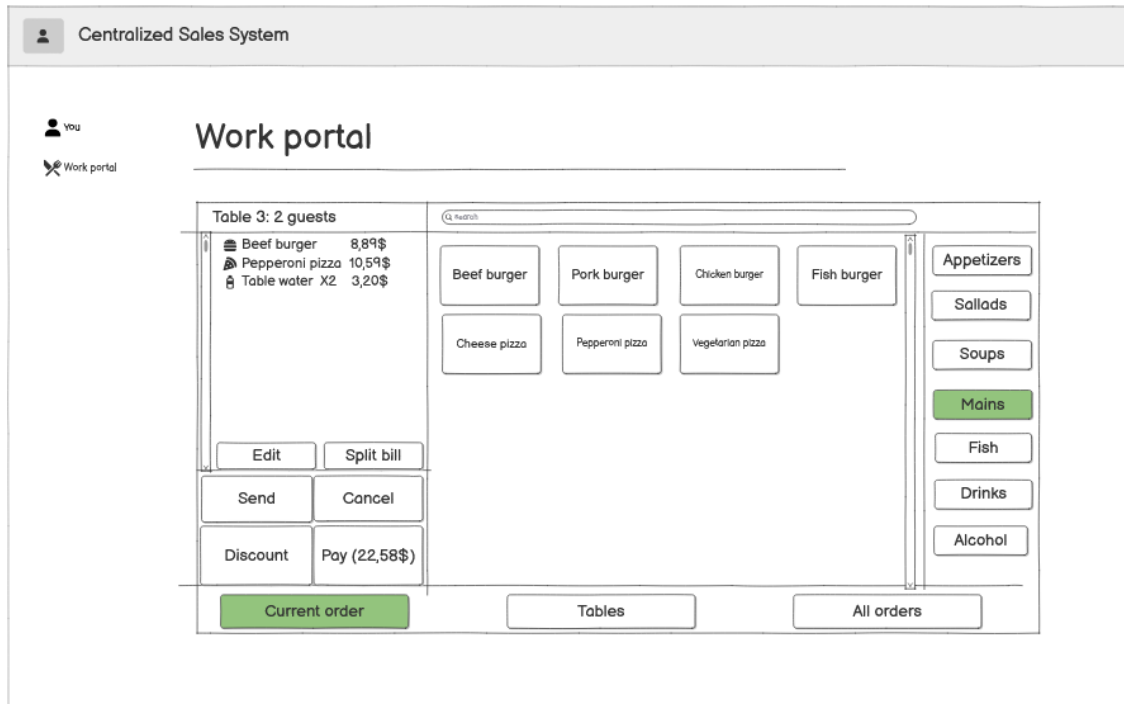 Centralized Sales System
You
Work portal
Work portal
Table 3: 2 guests
search
Beef burger 8,89$
Pepperoni pizza 10,59$
Table water X2 3,20$
Edit
Split bill
Send
Cancel
Discount
Pay (22,58$)
Beef burger
Pork burger
Chicken burger
Fish burger
Cheese pizza
Pepperoni pizza
Vegetarian pizza
Appetizers
Sallads
Soups
Mains
Fish
Drinks
Alcohol
Current order
Tables
All orders